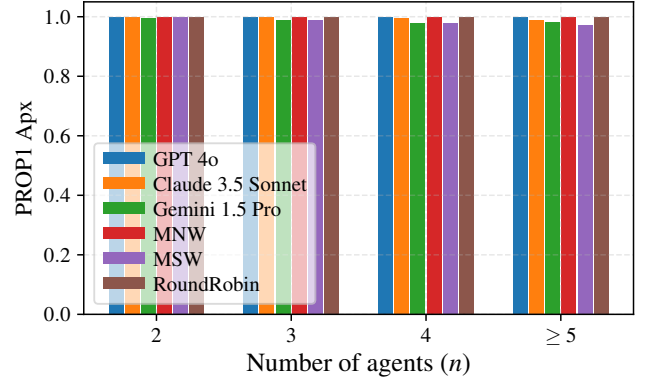 PROP1 Apx
1.0
0.8
0.6
0.4
0.2
0.0
GPT 4o
Claude 3.5 Sonnet
Gemini 1.5 Pro
MNW
MSW
RoundRobin
2 3 4 ≥ 5
Number of agents (n)